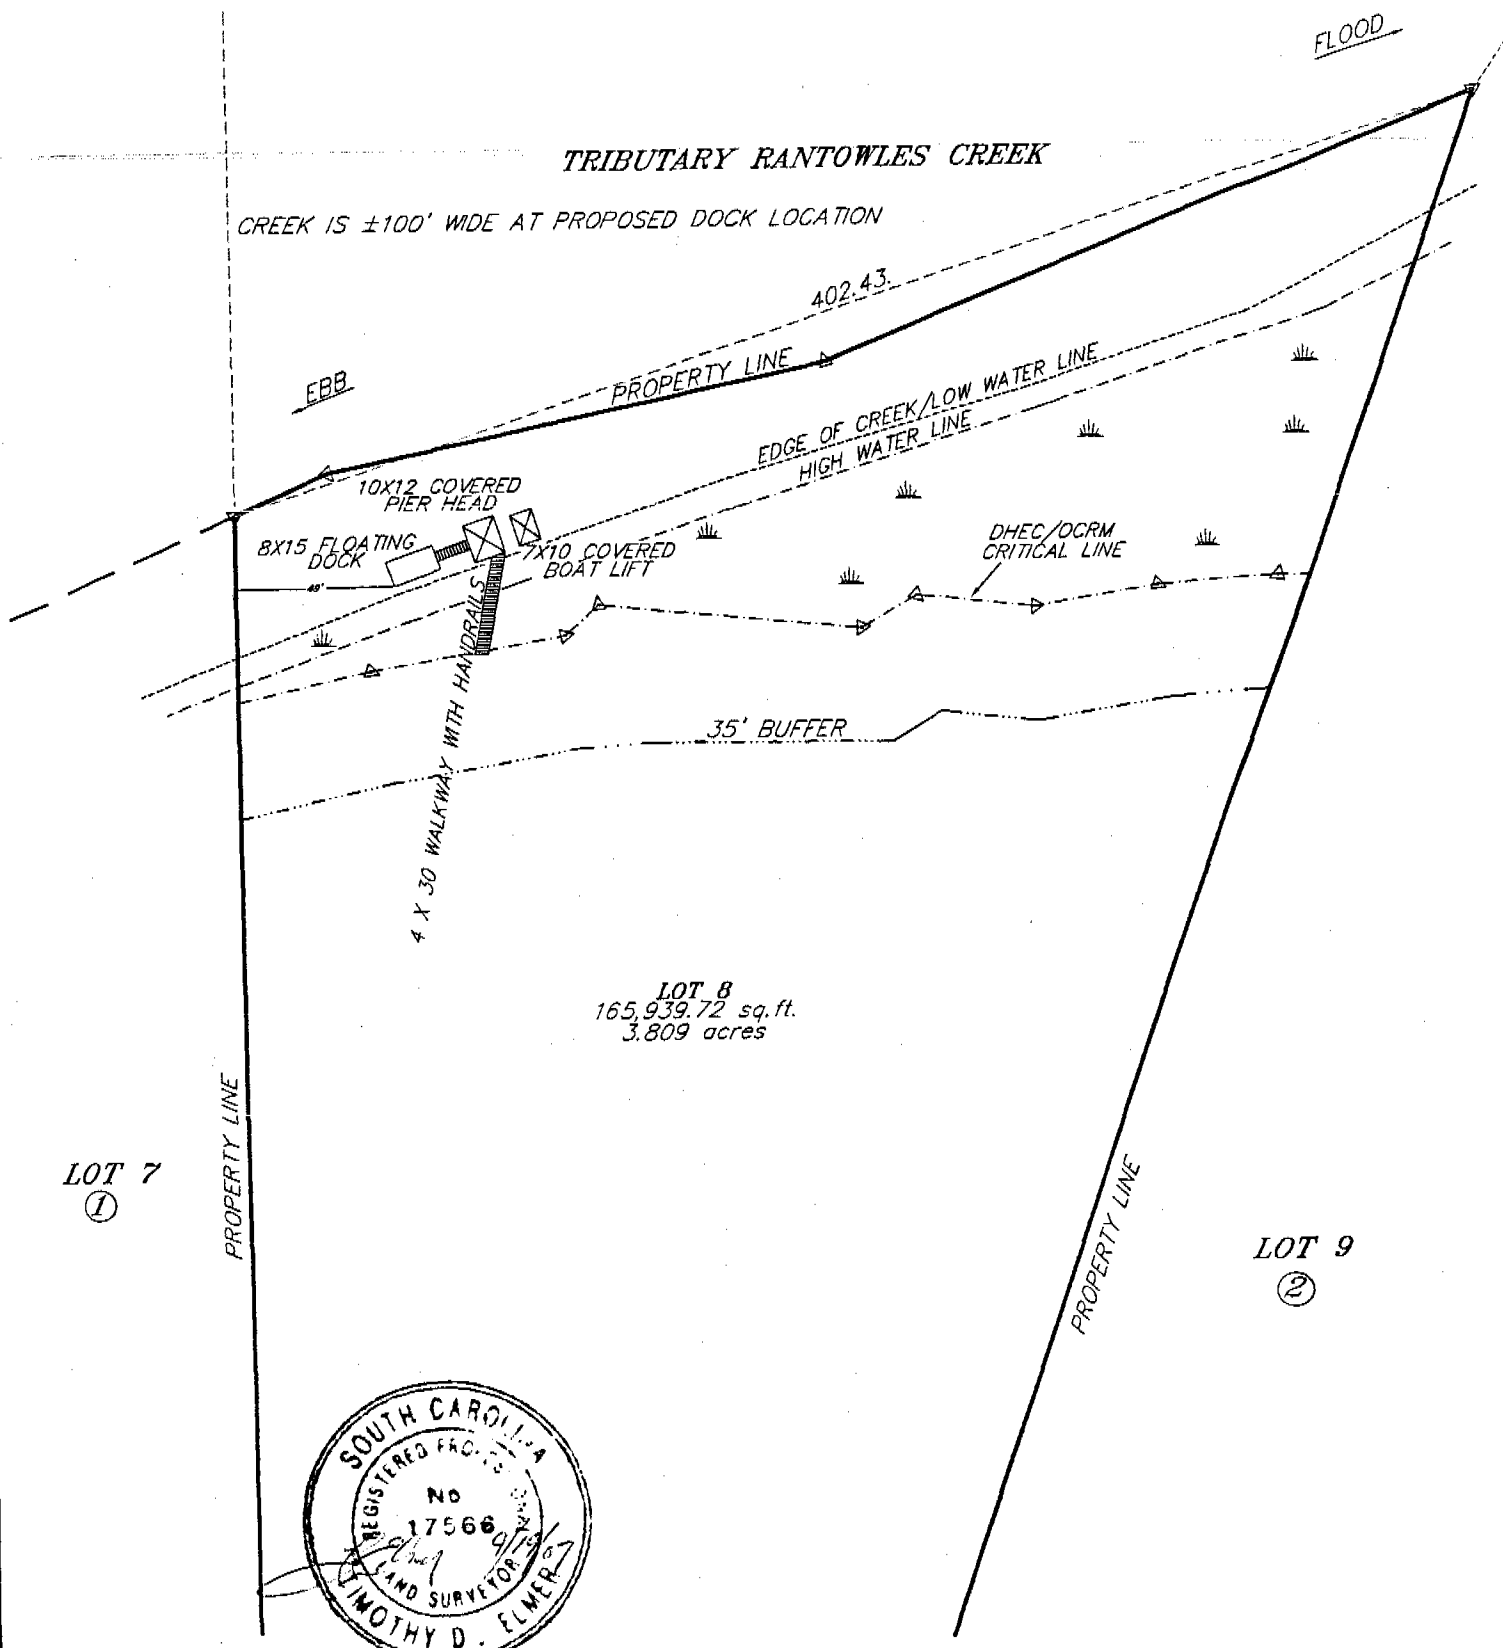 FLOOD
TRIBUTARY RANTOWLES CREEK
CREEK IS ±100' WIDE AT PROPOSED DOCK LOCATION
402.43
EBB
PROPERTY LINE
EDGE OF CREEK/LOW WATER LINE
HIGH WATER LINE
10X12 COVERED
PIER HEAD
8X15 FLOATING
DOCK
7X10 COVERED
BOAT LIFT
DHEC/OCRM
CRITICAL LINE
49'
4 X 30 WALKWAY WITH HANDRAILS
35' BUFFER
LOT 8
165,939.72 sq.ft.
3.809 acres
PROPERTY LINE
LOT 7
1
PROPERTY LINE
LOT 9
2
SOUTH CAROLINA
REGISTERED PROFESSIONAL
No
17566
LAND SURVEYOR
TIMOTHY D. ELMER